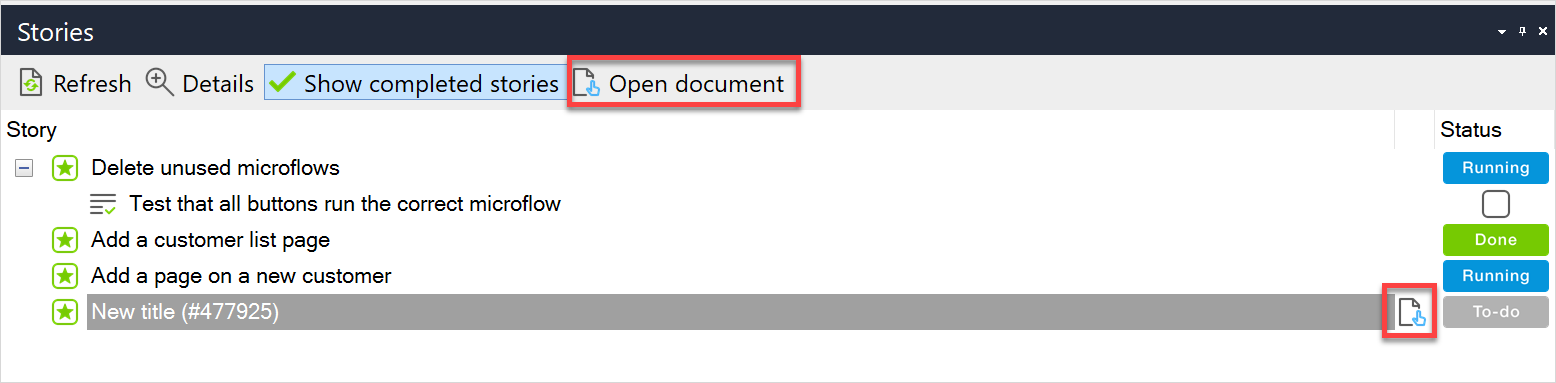 Stories
Refresh Details Show completed stories Open document
Story Status
Delete unused microflows Running
Test that all buttons run the correct microflow
Add a customer list page Done
Add a page on a new customer Running
New title (#477925) To-do